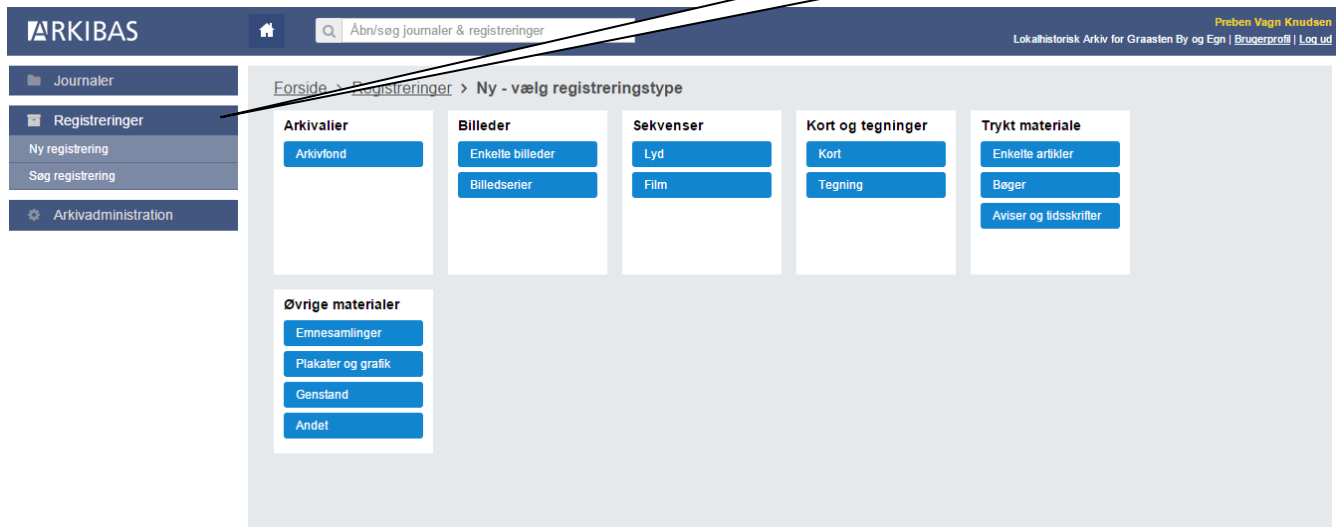 ARKIBAS
Åbn/søg journaler & registreringer
Preben Vagn Knudsen
Lokalhistorisk Arkiv for Graasten By og Egn | Brugerprofil | Log ud
Journaler
Registreringer
Ny registrering
Søg registrering
Arkivadministration
Forside > Registreringer > Ny - vælg registreringstype
Arkivalier
Arkivfond
Billeder
Enkelte billeder
Billedserier
Sekvenser
Lyd
Film
Kort og tegninger
Kort
Tegning
Trykt materiale
Enkelte artikler
Bøger
Aviser og tidsskrifter
Øvrige materialer
Emnesamlinger
Plakater og grafik
Genstand
Andet